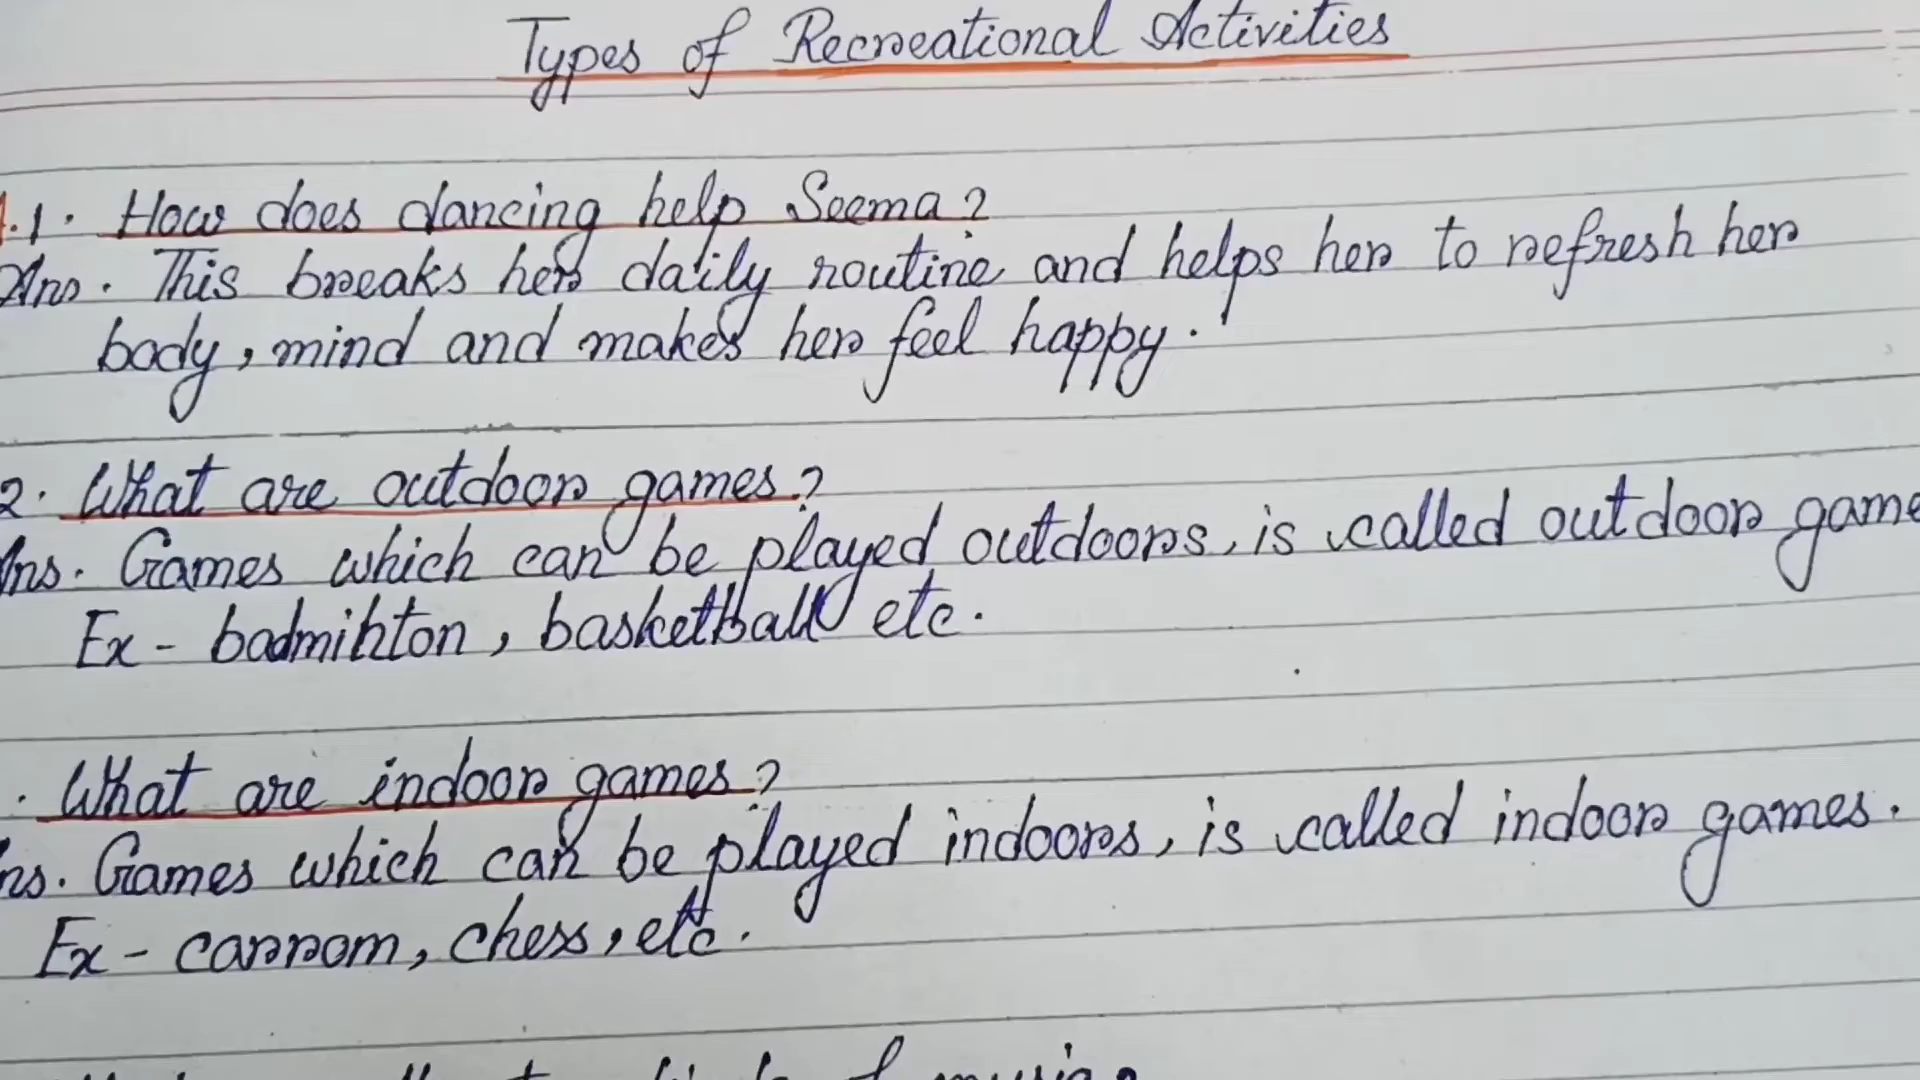 Types of Recreational Activities
1. How does dancing help Seema?
Ans. This breaks her daily routine and helps her to refresh her
body, mind and makes her feel happy.
2. What are outdoor games?
Ans. Games which can be played outdoors, is called outdoor game
Ex - badminton, basketball etc.
. What are indoor games?
ns. Games which can be played indoors, is called indoor games.
Ex - carrom, chess, etc.
of music?